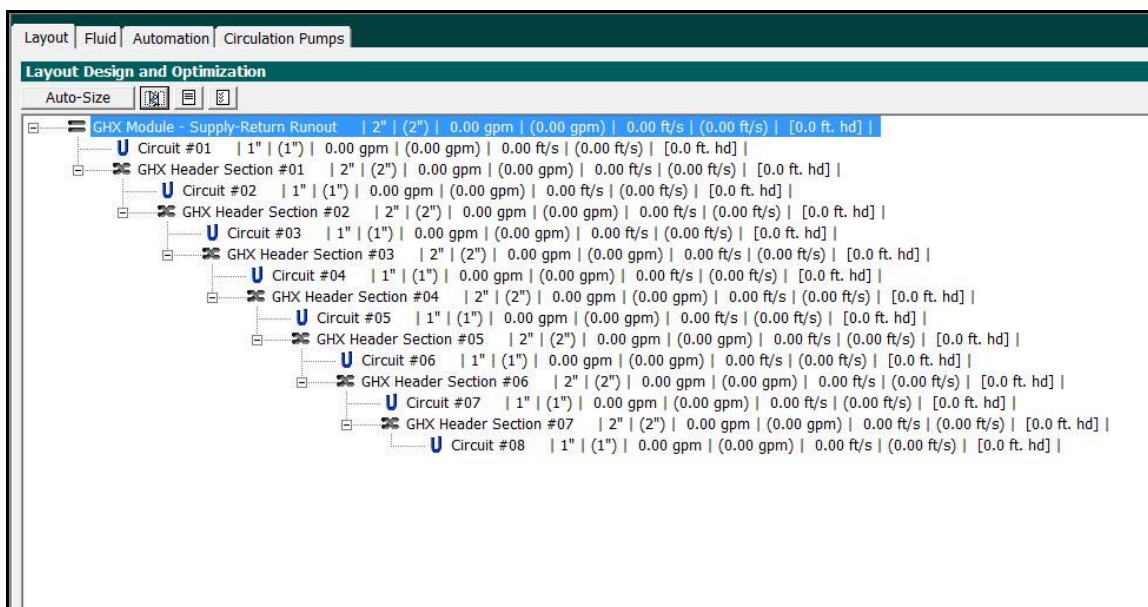 Layout Fluid Automation Circulation Pumps
Layout Design and Optimization
Auto-Size
GHX Module - Supply-Return Runout | 2" | (2") | 0.00 gpm | (0.00 gpm) | 0.00 ft/s | (0.00 ft/s) | [0.0 ft. hd] |
Circuit #01 | 1" | (1") | 0.00 gpm | (0.00 gpm) | 0.00 ft/s | (0.00 ft/s) | [0.0 ft. hd] |
GHX Header Section #01 | 2" | (2") | 0.00 gpm | (0.00 gpm) | 0.00 ft/s | (0.00 ft/s) | [0.0 ft. hd] |
Circuit #02 | 1" | (1") | 0.00 gpm | (0.00 gpm) | 0.00 ft/s | (0.00 ft/s) | [0.0 ft. hd] |
GHX Header Section #02 | 2" | (2") | 0.00 gpm | (0.00 gpm) | 0.00 ft/s | (0.00 ft/s) | [0.0 ft. hd] |
Circuit #03 | 1" | (1") | 0.00 gpm | (0.00 gpm) | 0.00 ft/s | (0.00 ft/s) | [0.0 ft. hd] |
GHX Header Section #03 | 2" | (2") | 0.00 gpm | (0.00 gpm) | 0.00 ft/s | (0.00 ft/s) | [0.0 ft. hd] |
Circuit #04 | 1" | (1") | 0.00 gpm | (0.00 gpm) | 0.00 ft/s | (0.00 ft/s) | [0.0 ft. hd] |
GHX Header Section #04 | 2" | (2") | 0.00 gpm | (0.00 gpm) | 0.00 ft/s | (0.00 ft/s) | [0.0 ft. hd] |
Circuit #05 | 1" | (1") | 0.00 gpm | (0.00 gpm) | 0.00 ft/s | (0.00 ft/s) | [0.0 ft. hd] |
GHX Header Section #05 | 2" | (2") | 0.00 gpm | (0.00 gpm) | 0.00 ft/s | (0.00 ft/s) | [0.0 ft. hd] |
Circuit #06 | 1" | (1") | 0.00 gpm | (0.00 gpm) | 0.00 ft/s | (0.00 ft/s) | [0.0 ft. hd] |
GHX Header Section #06 | 2" | (2") | 0.00 gpm | (0.00 gpm) | 0.00 ft/s | (0.00 ft/s) | [0.0 ft. hd] |
Circuit #07 | 1" | (1") | 0.00 gpm | (0.00 gpm) | 0.00 ft/s | (0.00 ft/s) | [0.0 ft. hd] |
GHX Header Section #07 | 2" | (2") | 0.00 gpm | (0.00 gpm) | 0.00 ft/s | (0.00 ft/s) | [0.0 ft. hd] |
Circuit #08 | 1" | (1") | 0.00 gpm | (0.00 gpm) | 0.00 ft/s | (0.00 ft/s) | [0.0 ft. hd] |